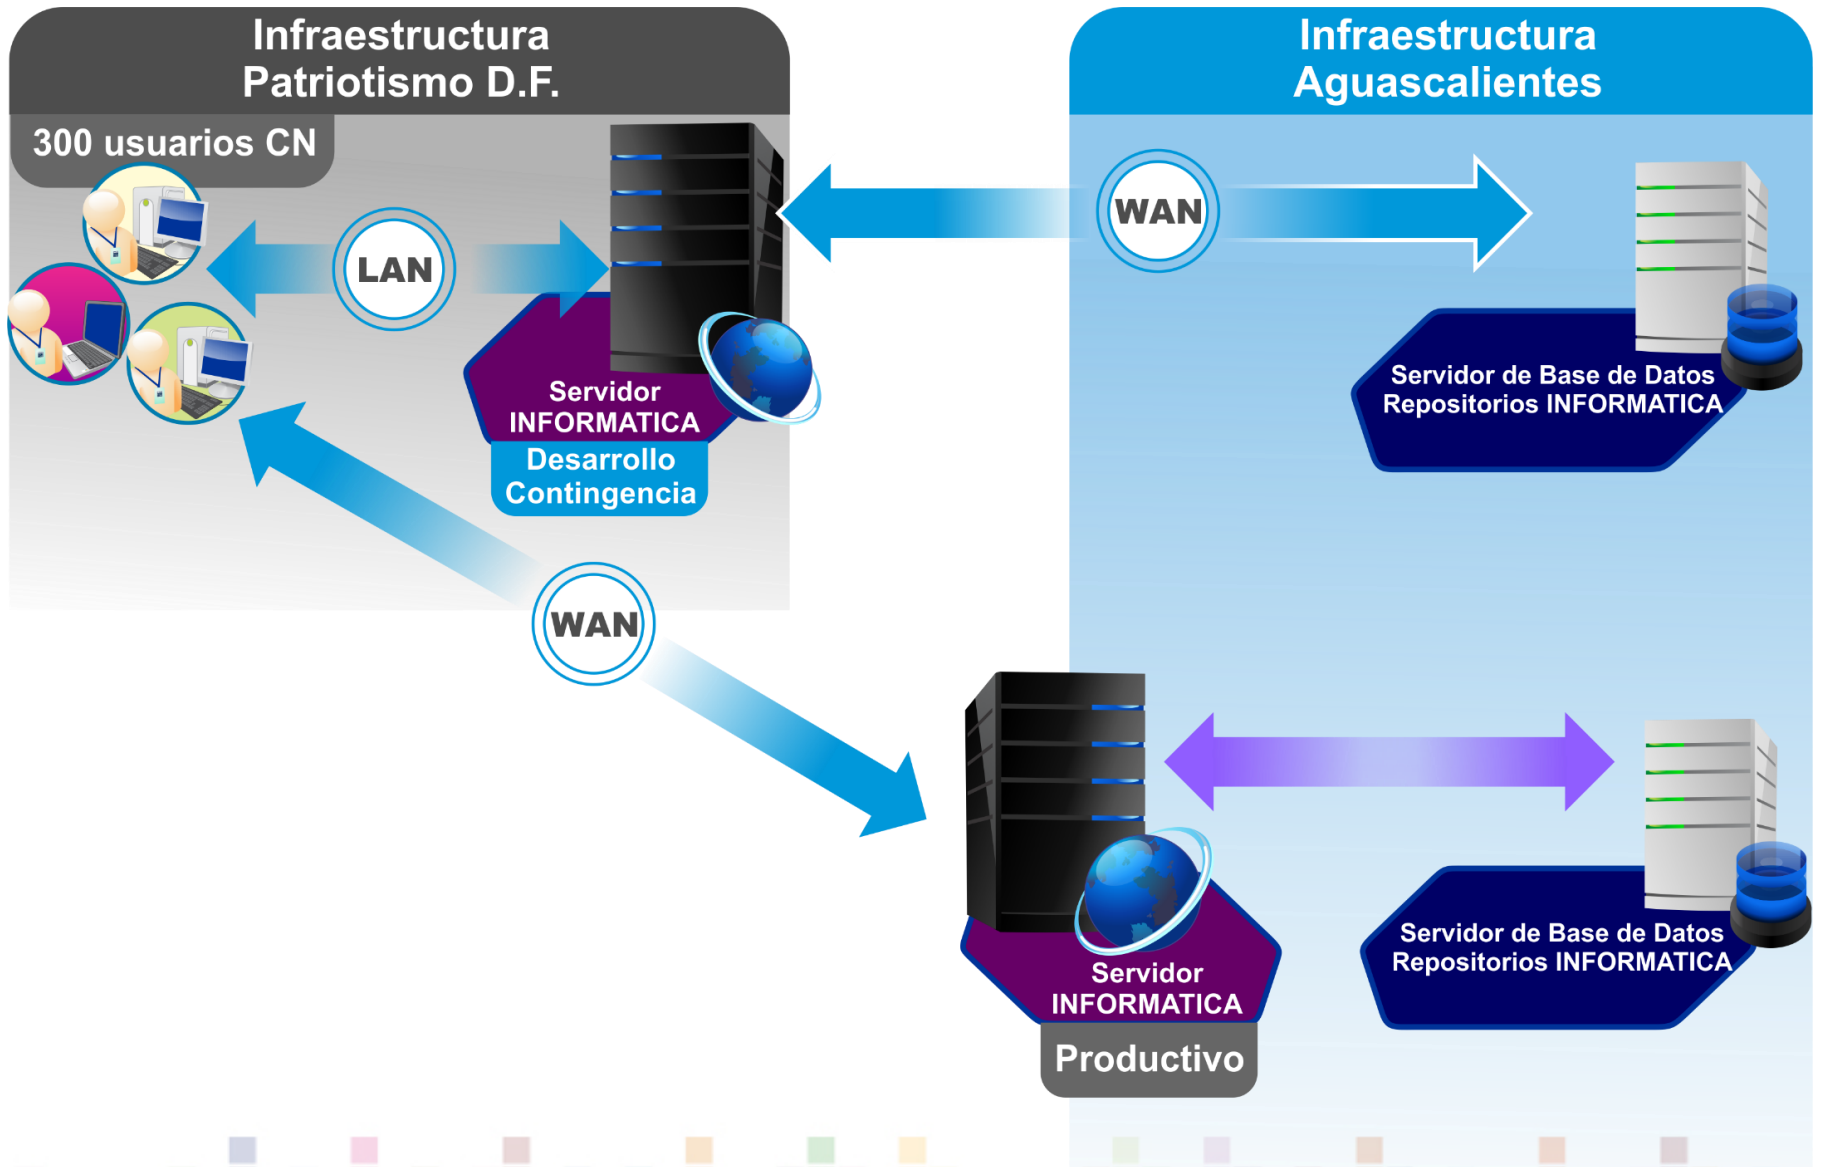 Infraestructura
Patriotismo D.F.
300 usuarios CN
LAN
Servidor
INFORMATICA
Desarrollo
Contingencia
WAN
Infraestructura
Aguascalientes
WAN
Servidor de Base de Datos
Repositorios INFORMATICA
Servidor
INFORMATICA
Productivo
Servidor de Base de Datos
Repositorios INFORMATICA